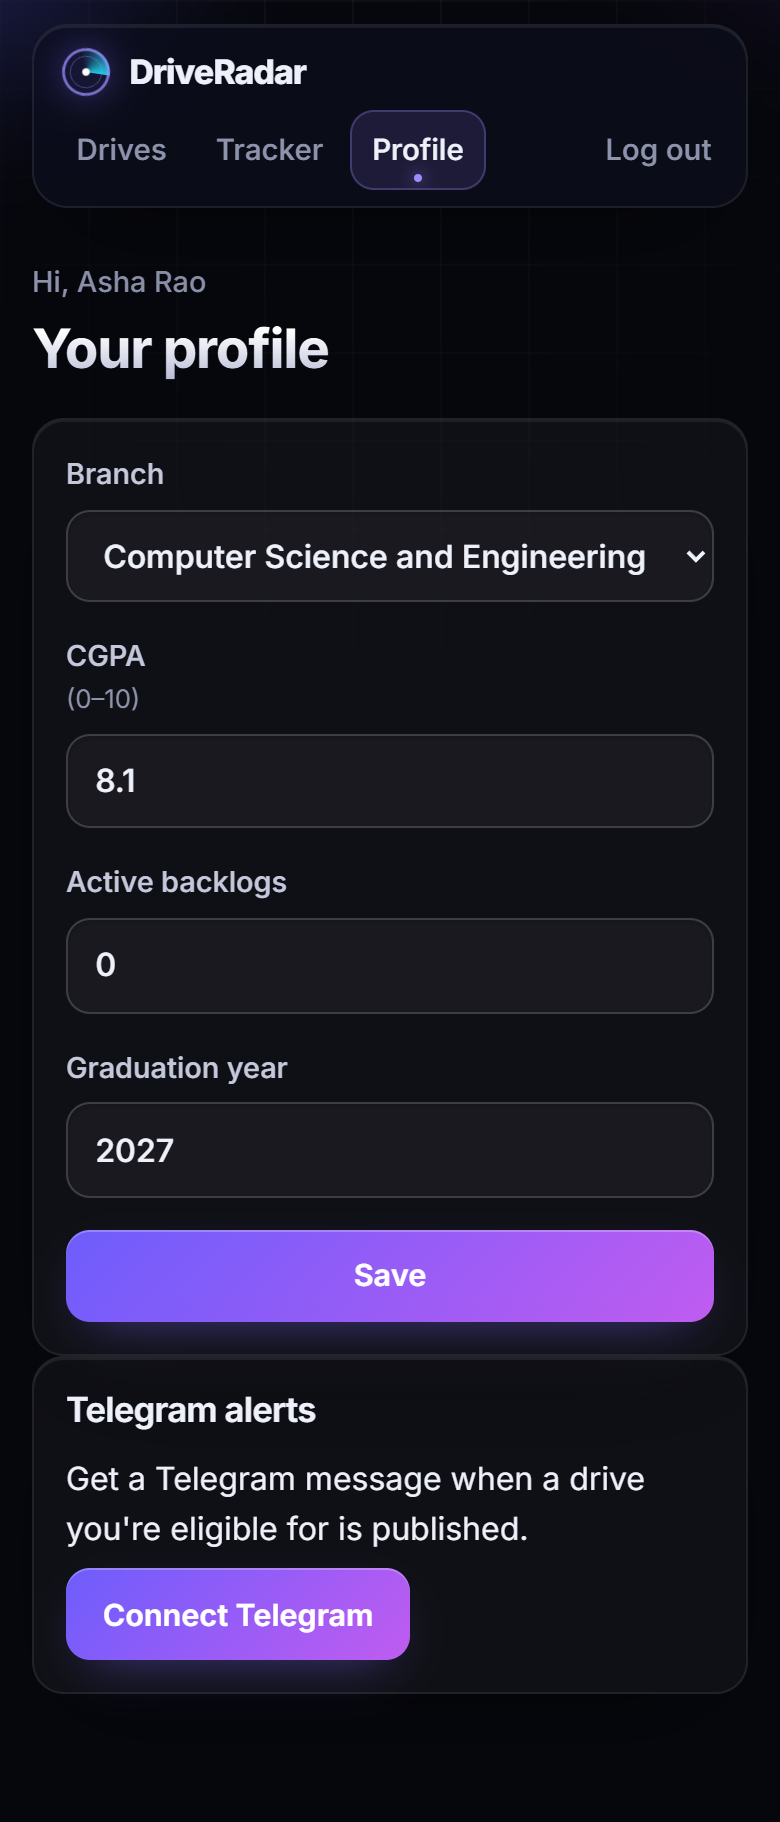 DriveRadar
Drives Tracker Profile Log out
Hi, Asha Rao
Your profile
Branch
Computer Science and Engineering
CGPA
(0–10)
8.1
Active backlogs
0
Graduation year
2027
Save
Telegram alerts
Get a Telegram message when a drive
you're eligible for is published.
Connect Telegram